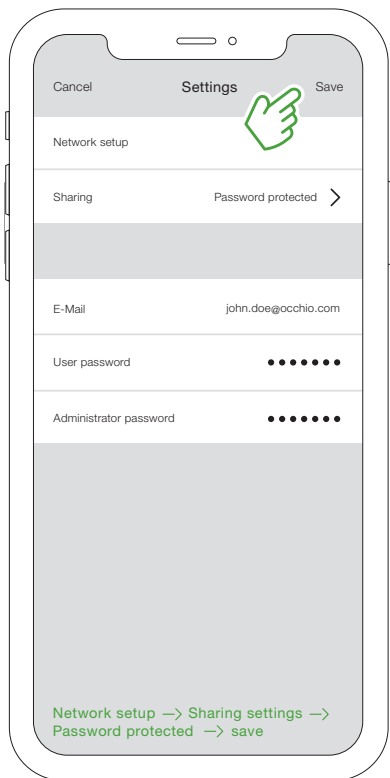 Cancel Settings Save
Network setup
Sharing Password protected
E-Mail john.doe@occhio.com
User password •••••••
Administrator password •••••••
Network setup —> Sharing settings —>
Password protected —> save